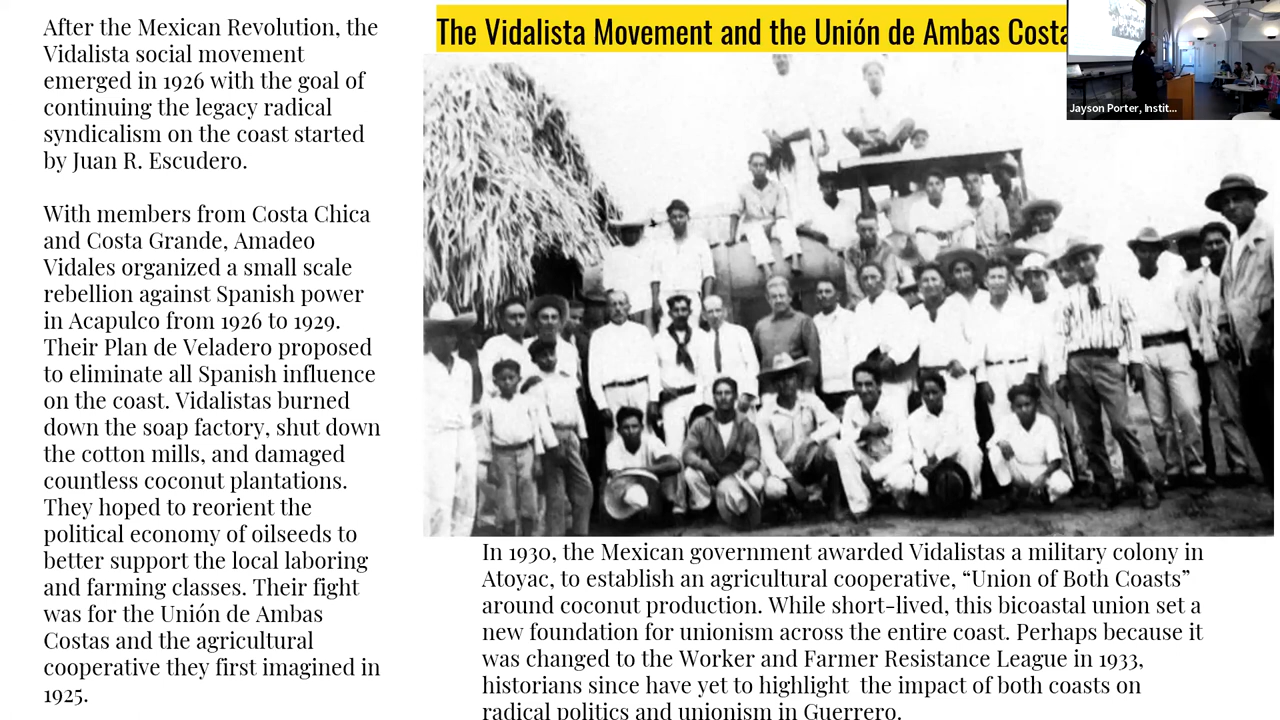 After the Mexican Revolution, the
Vidalista social movement
emerged in 1926 with the goal of
continuing the legacy radical
syndicalism on the coast started
by Juan R. Escudero.
With members from Costa Chica
and Costa Grande, Amadeo
Vidales organized a small scale
rebellion against Spanish power
in Acapulco from 1926 to 1929.
Their Plan de Veladero proposed
to eliminate all Spanish influence
on the coast. Vidalistas burned
down the soap factory, shut down
the cotton mills, and damaged
countless coconut plantations.
They hoped to reorient the
political economy of oilseeds to
better support the local laboring
and farming classes. Their fight
was for the Unión de Ambas
Costas and the agricultural
cooperative they first imagined in
1925.
The Vidalista Movement and the Unión de Ambas Costa
Jayson Porter, Instit...
In 1930, the Mexican government awarded Vidalistas a military colony in
Atoyac, to establish an agricultural cooperative, “Union of Both Coasts”
around coconut production. While short-lived, this bicoastal union set a
new foundation for unionism across the entire coast. Perhaps because it
was changed to the Worker and Farmer Resistance League in 1933,
historians since have yet to highlight  the impact of both coasts on
radical politics and unionism in Guerrero.